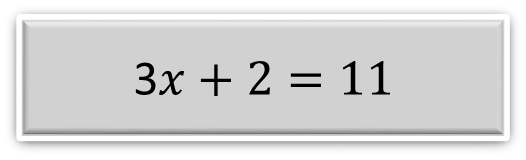 3x + 2 = 11